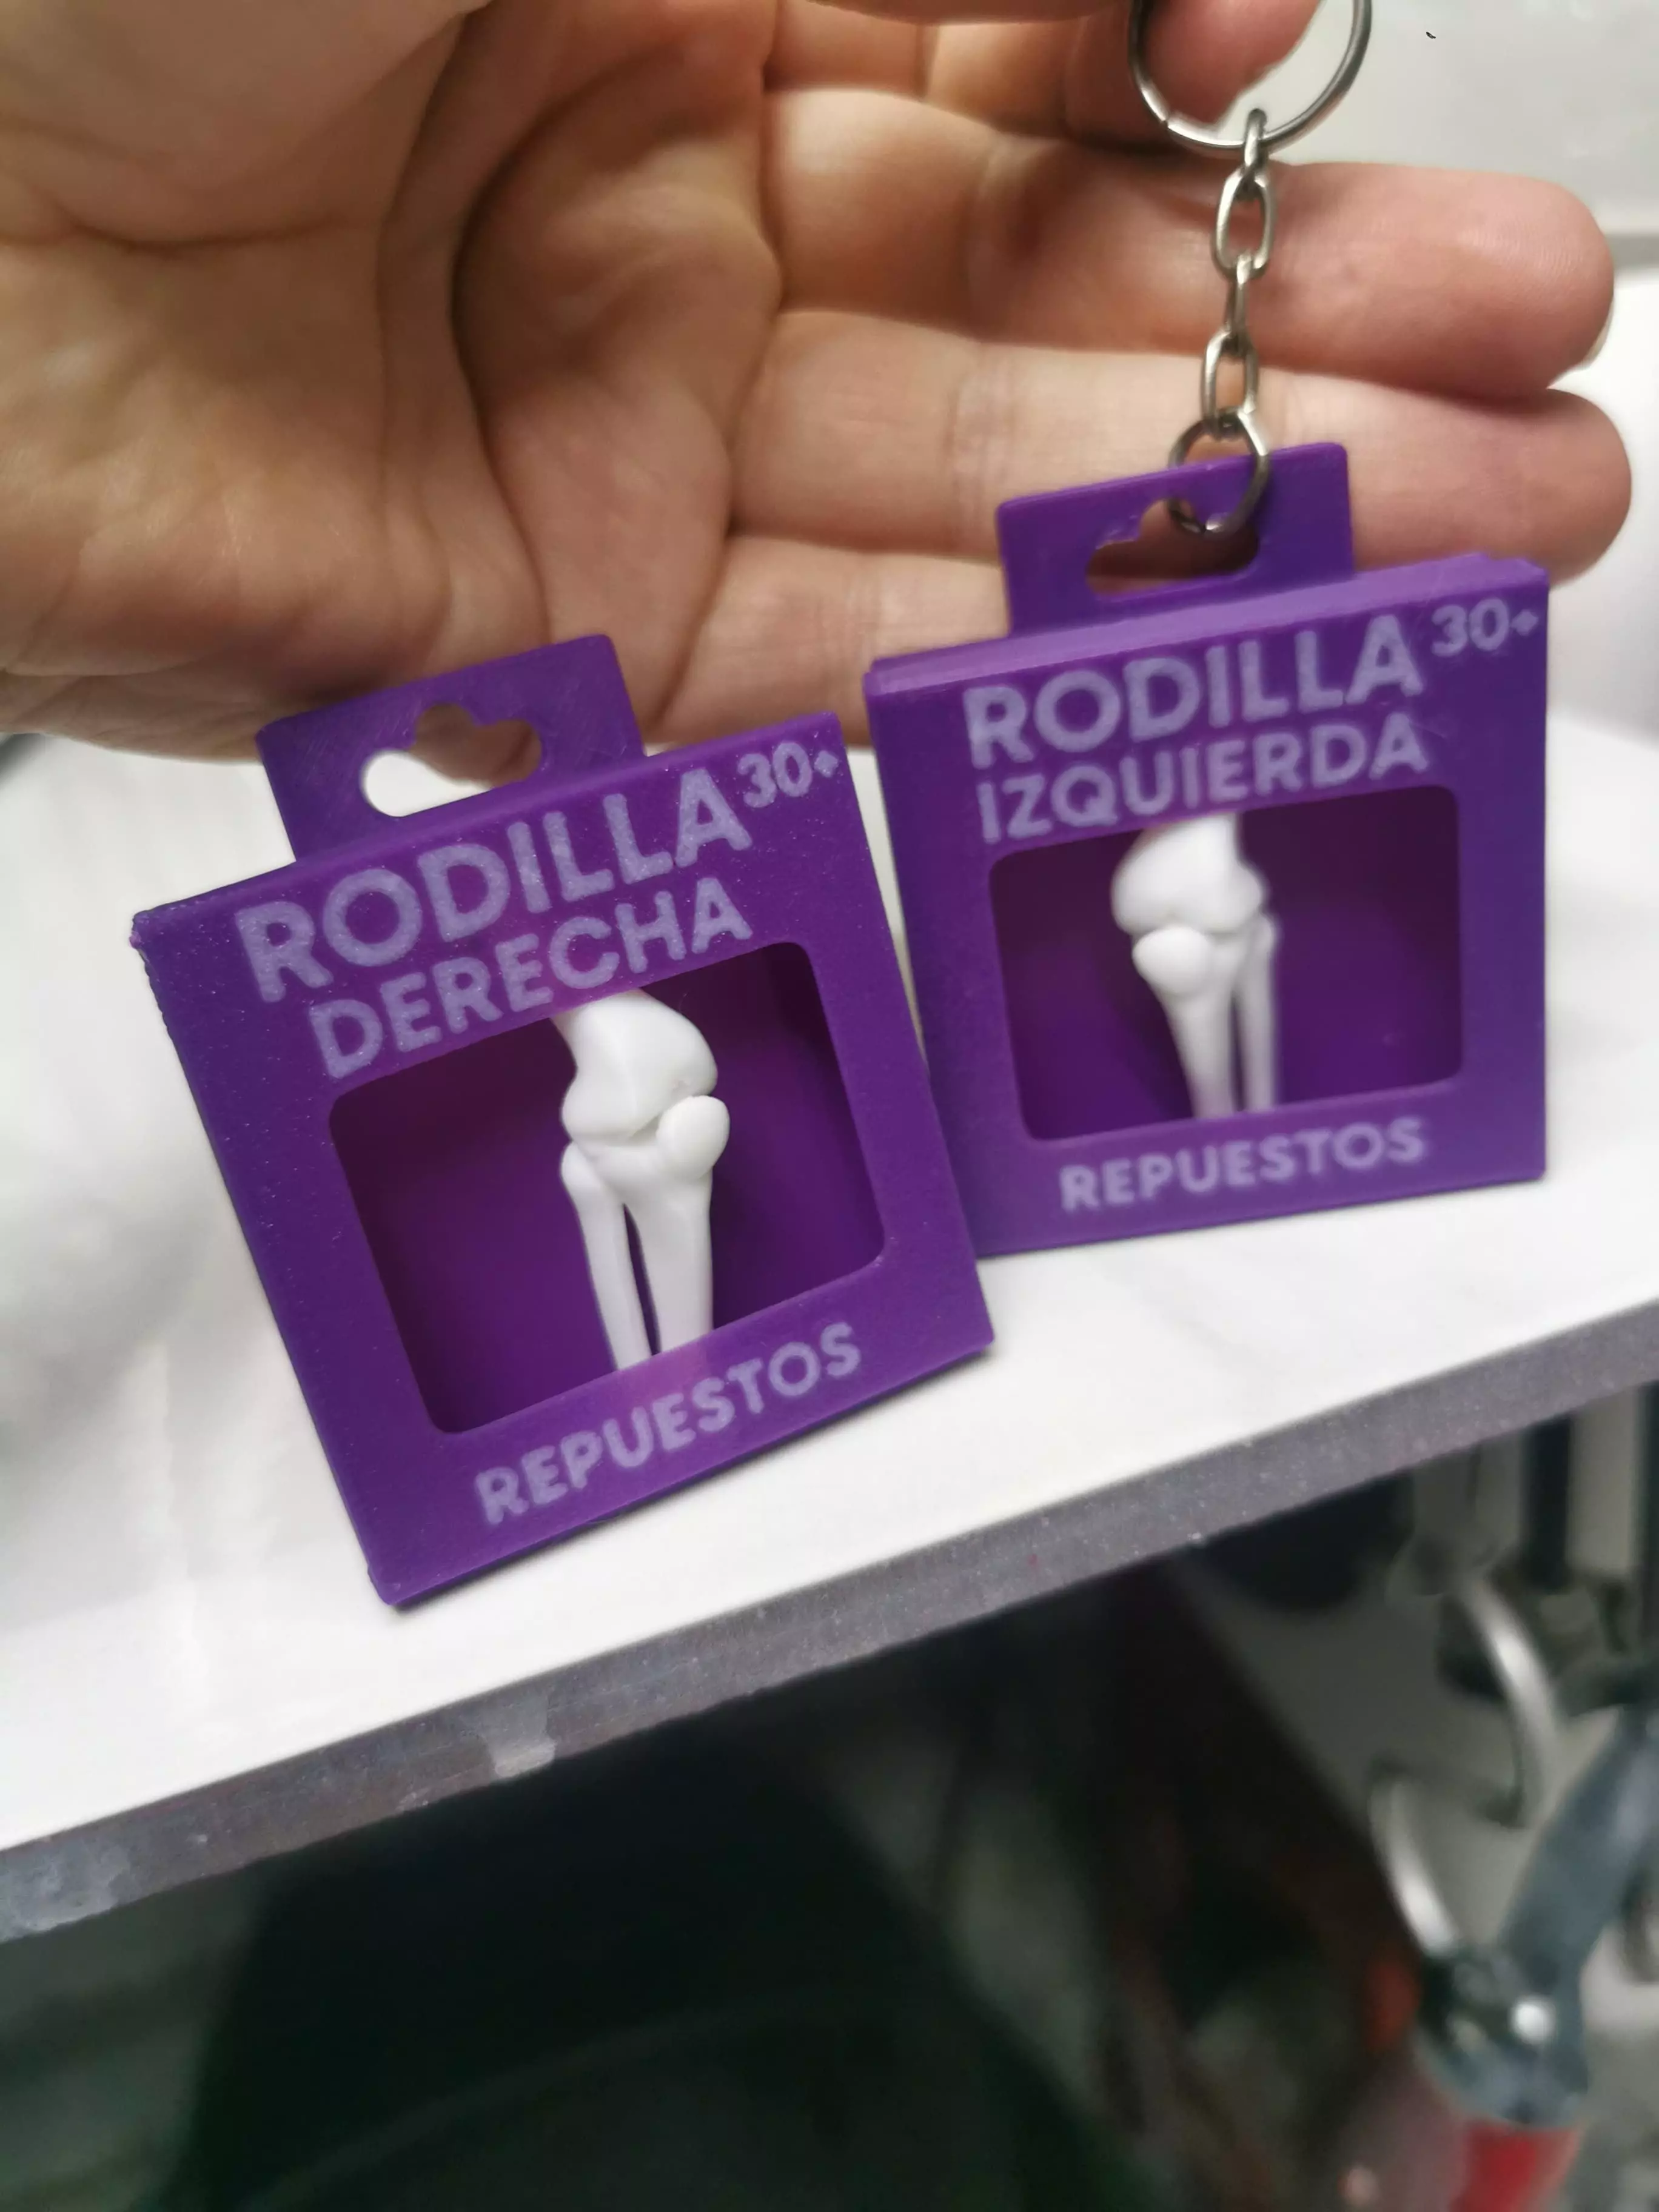 RODILLA 30+
DERECHA
REPUESTOS
RODILLA 30+
IZQUIERDA
REPUESTOS